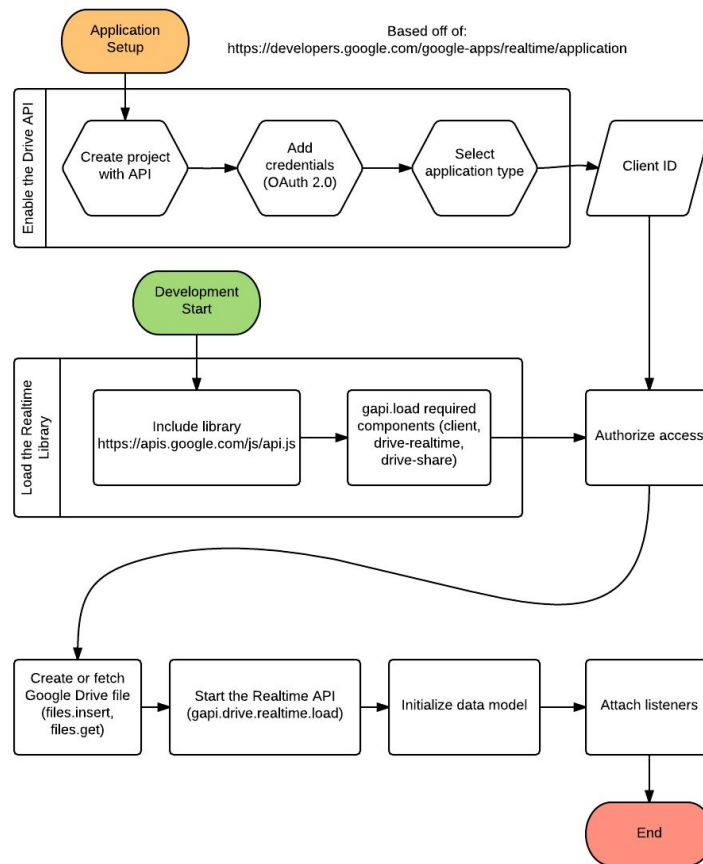 Application
Setup
Based off of:
https://developers.google.com/google-apps/realtime/application
Enable the Drive API
Create project
with API
Add
credentials
(OAuth 2.0)
Select
application type
Client ID
Development
Start
Load the Realtime
Library
Include library
https://apis.google.com/js/api.js
gapi.load required
components (client,
drive-realtime,
drive-share)
Authorize access
Create or fetch
Google Drive file
(files.insert,
files.get)
Start the Realtime API
(gapi.drive.realtime.load)
Initialize data model
Attach listeners
End